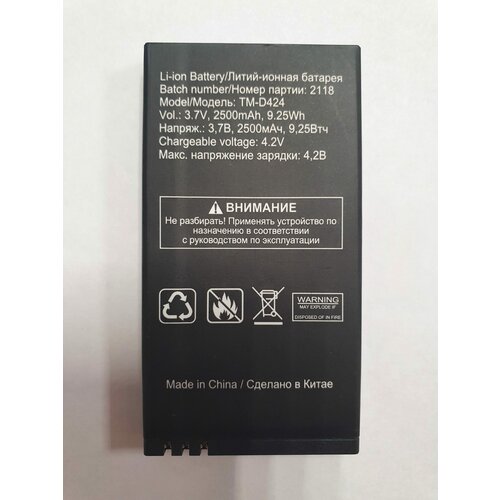 Li-ion Battery/Литий-ионная батарея
Batch number/Номер партии: 2118
Model/Модель: TM-D424
Vol.: 3.7V, 2500mAh, 9.25Wh
Напряж.: 3,7В, 2500мАч, 9,25Втч
Chargeable voltage: 4.2V
Макс. напряжение зарядки: 4,2В
ВНИМАНИЕ
Не разбирать! Применять устройство по
назначению в соответствии
с руководством по эксплуатации
WARNING
MAY EXPLODE IF
DISPOSED OF IN FIRE
Made in China / Сделано в Китае